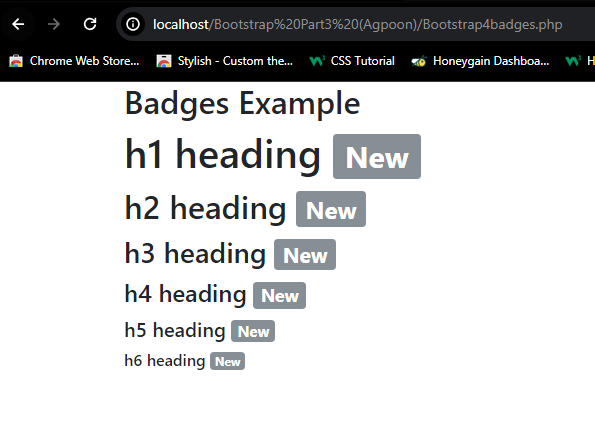 localhost/Bootstrap%20Part3%20(Agpoon)/Bootstrap4badges.php
Chrome Web Store... Stylish - Custom the... CSS Tutorial Honeygain Dashboa... H
Badges Example
h1 heading New
h2 heading New
h3 heading New
h4 heading New
h5 heading New
h6 heading New